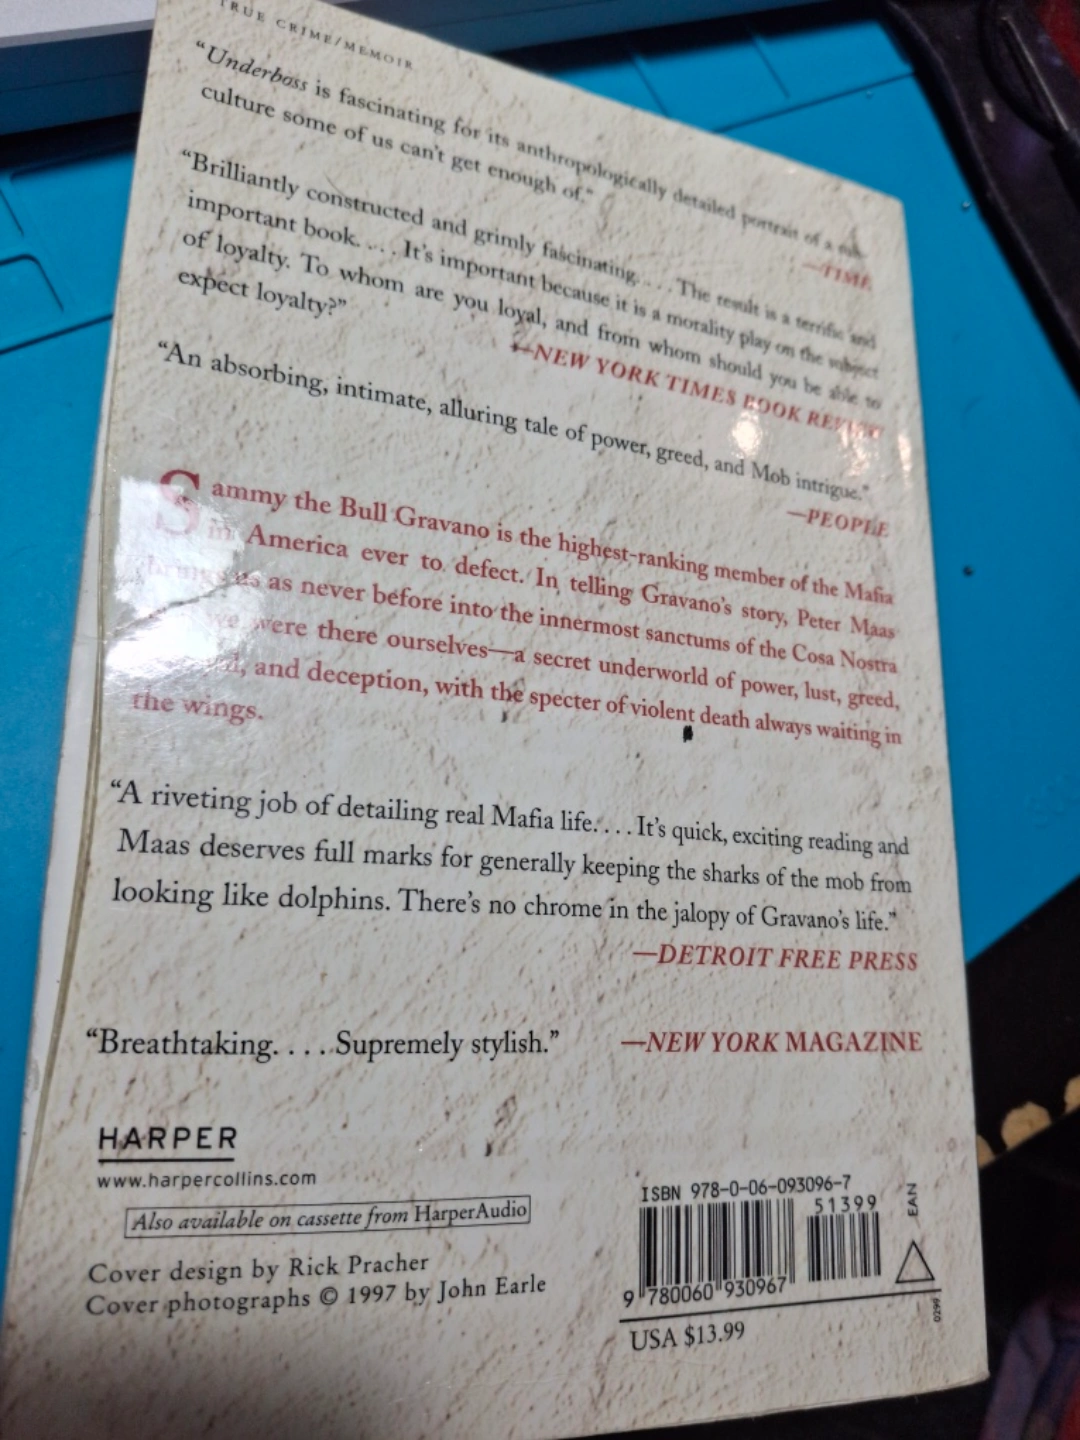 TRUE CRIME/MEMOIR
“Underboss is fascinating for its anthropologically detailed portrait of a sub-
culture some of us can't get enough of.”
—TIME
“Brilliantly constructed and grimly fascinating. . . . The result is a terrific and
important book. . . . It's important because it is a morality play on the subject
of loyalty. To whom are you loyal, and from whom should you be able to
expect loyalty?”
—NEW YORK TIMES BOOK REVIEW
“An absorbing, intimate, alluring tale of power, greed, and Mob intrigue.”
—PEOPLE
Sammy the Bull Gravano is the highest-ranking member of the Mafia
in America ever to defect. In telling Gravano's story, Peter Maas
brings us as never before into the innermost sanctums of the Cosa Nostra
we were there ourselves—a secret underworld of power, lust, greed,
and deception, with the specter of violent death always waiting in
the wings.
“A riveting job of detailing real Mafia life. . . . It's quick, exciting reading and
Maas deserves full marks for generally keeping the sharks of the mob from
looking like dolphins. There's no chrome in the jalopy of Gravano's life.”
—DETROIT FREE PRESS
“Breathtaking. . . . Supremely stylish.” —NEW YORK MAGAZINE
HARPER
www.harpercollins.com
Also available on cassette from HarperAudio
Cover design by Rick Pracher
Cover photographs © 1997 by John Earle
ISBN 978-0-06-093096-7
51399
EAN
9 780060 930967
0299
USA $13.99